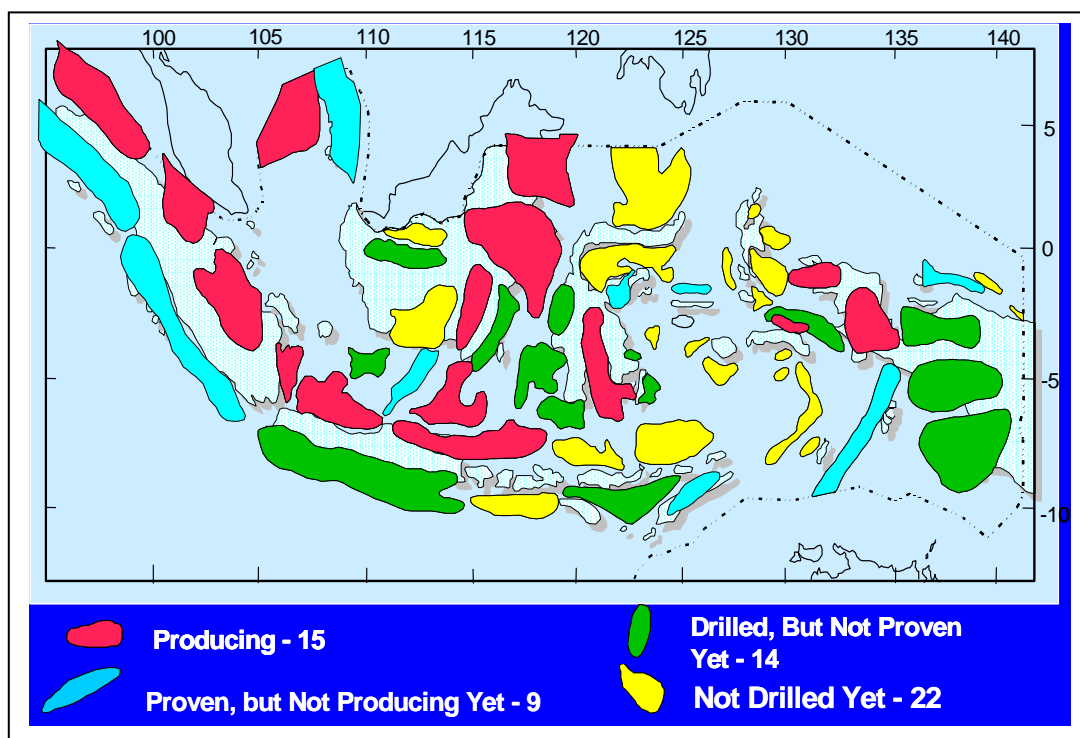 100 105 110 115 120 125 130 135 140
5
0
-5
-10
Producing - 15
Proven, but Not Producing Yet - 9
Drilled, But Not Proven
Yet - 14
Not Drilled Yet - 22